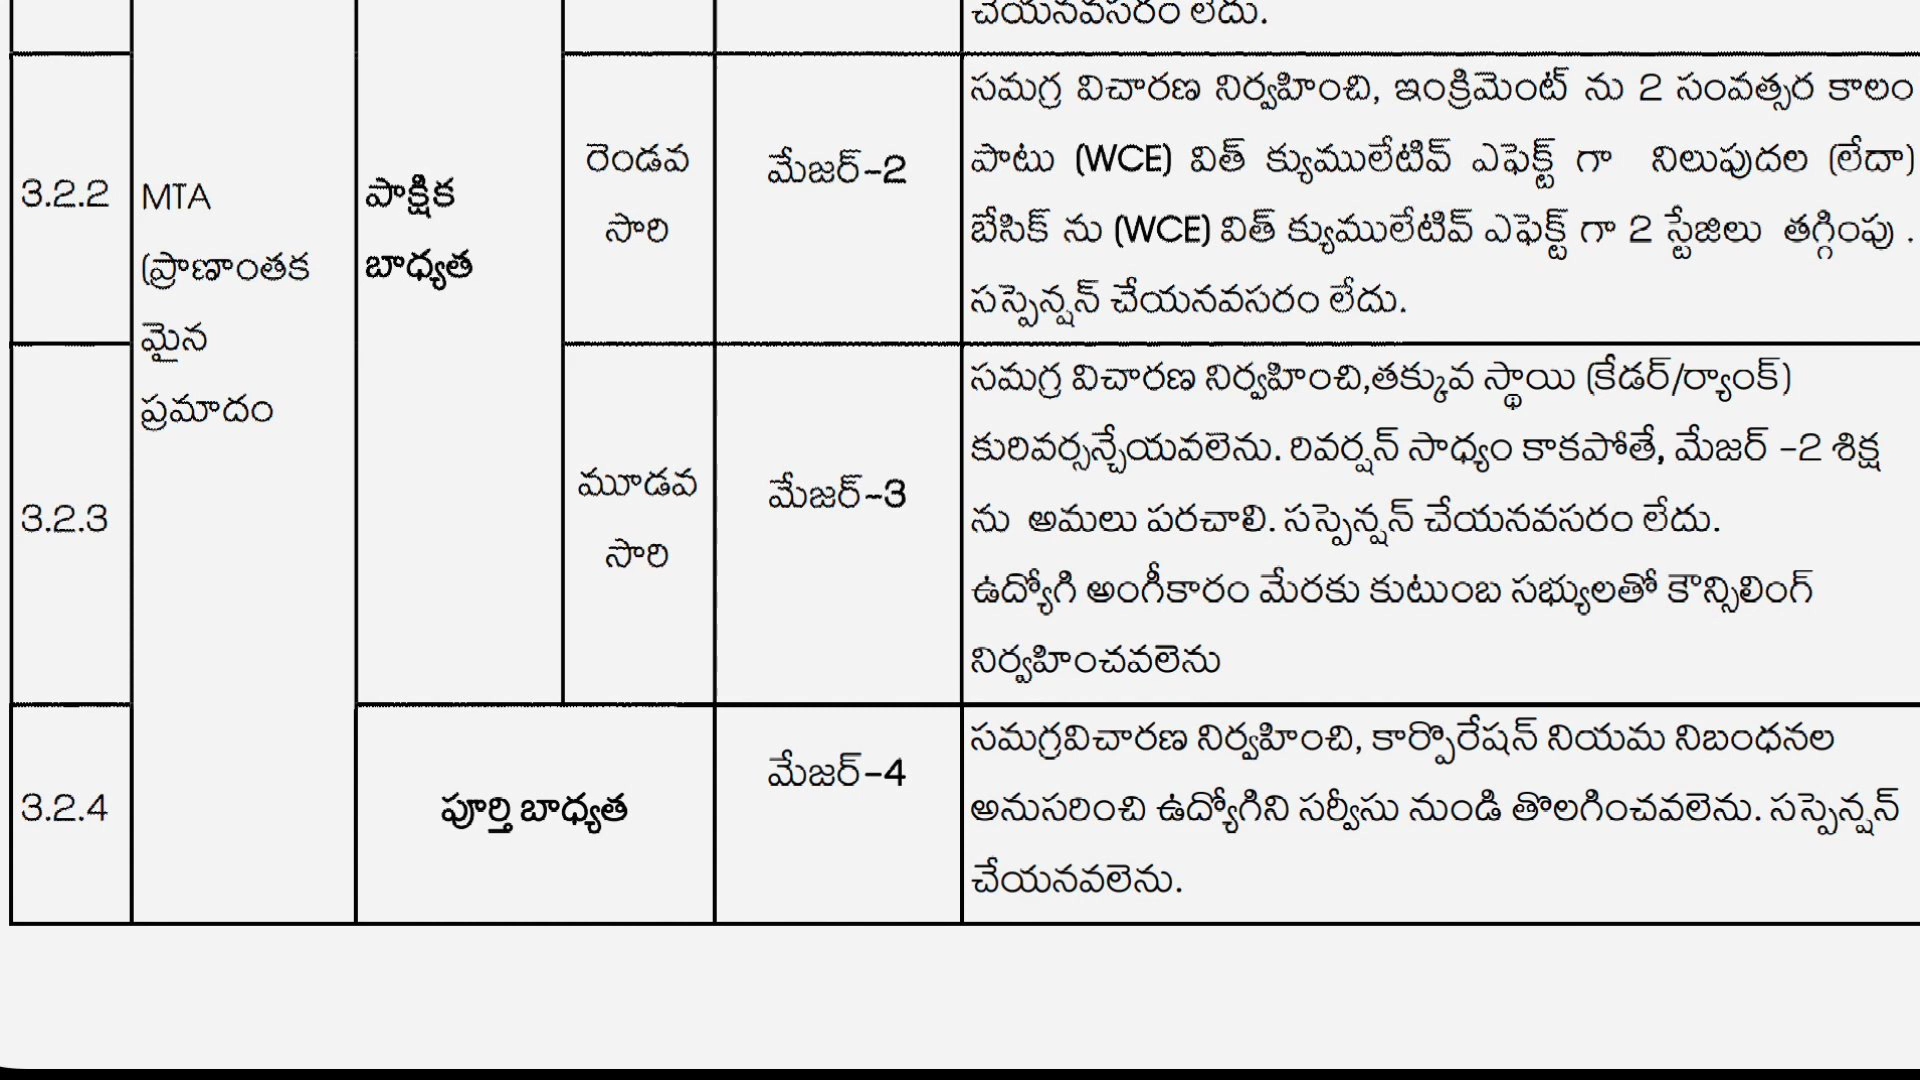 చేయనవసరం లేదు.
3.2.2
MTA
(ప్రాణాంతక
మైన
ప్రమాదం
పాక్షిక
బాధ్యత
రెండవ
సారి
మేజర్-2
సమగ్ర విచారణ నిర్వహించి, ఇంక్రిమెంట్ ను 2 సంవత్సర కాలం
పాటు (WCE) విత్ క్యుములేటివ్ ఎఫెక్ట్ గా నిలుపుదల (లేదా)
బేసిక్ ను (WCE) విత్ క్యుములేటివ్ ఎఫెక్ట్ గా 2 స్టేజిలు తగ్గింపు .
సస్పెన్షన్ చేయనవసరం లేదు.
3.2.3
మూడవ
సారి
మేజర్-3
సమగ్ర విచారణ నిర్వహించి,తక్కువ స్థాయి (కేడర్/ర్యాంక్)
కురివర్సన్చేయవలెను. రివర్షన్ సాధ్యం కాకపోతే, మేజర్ -2 శిక్ష
ను అమలు పరచాలి. సస్పెన్షన్ చేయనవసరం లేదు.
ఉద్యోగి అంగీకారం మేరకు కుటుంబ సభ్యులతో కౌన్సిలింగ్
నిర్వహించవలెను
3.2.4
పూర్తి బాధ్యత
మేజర్-4
సమగ్రవిచారణ నిర్వహించి, కార్పొరేషన్ నియమ నిబంధనల
అనుసరించి ఉద్యోగిని సర్వీసు నుండి తొలగించవలెను. సస్పెన్షన్
చేయనవలెను.